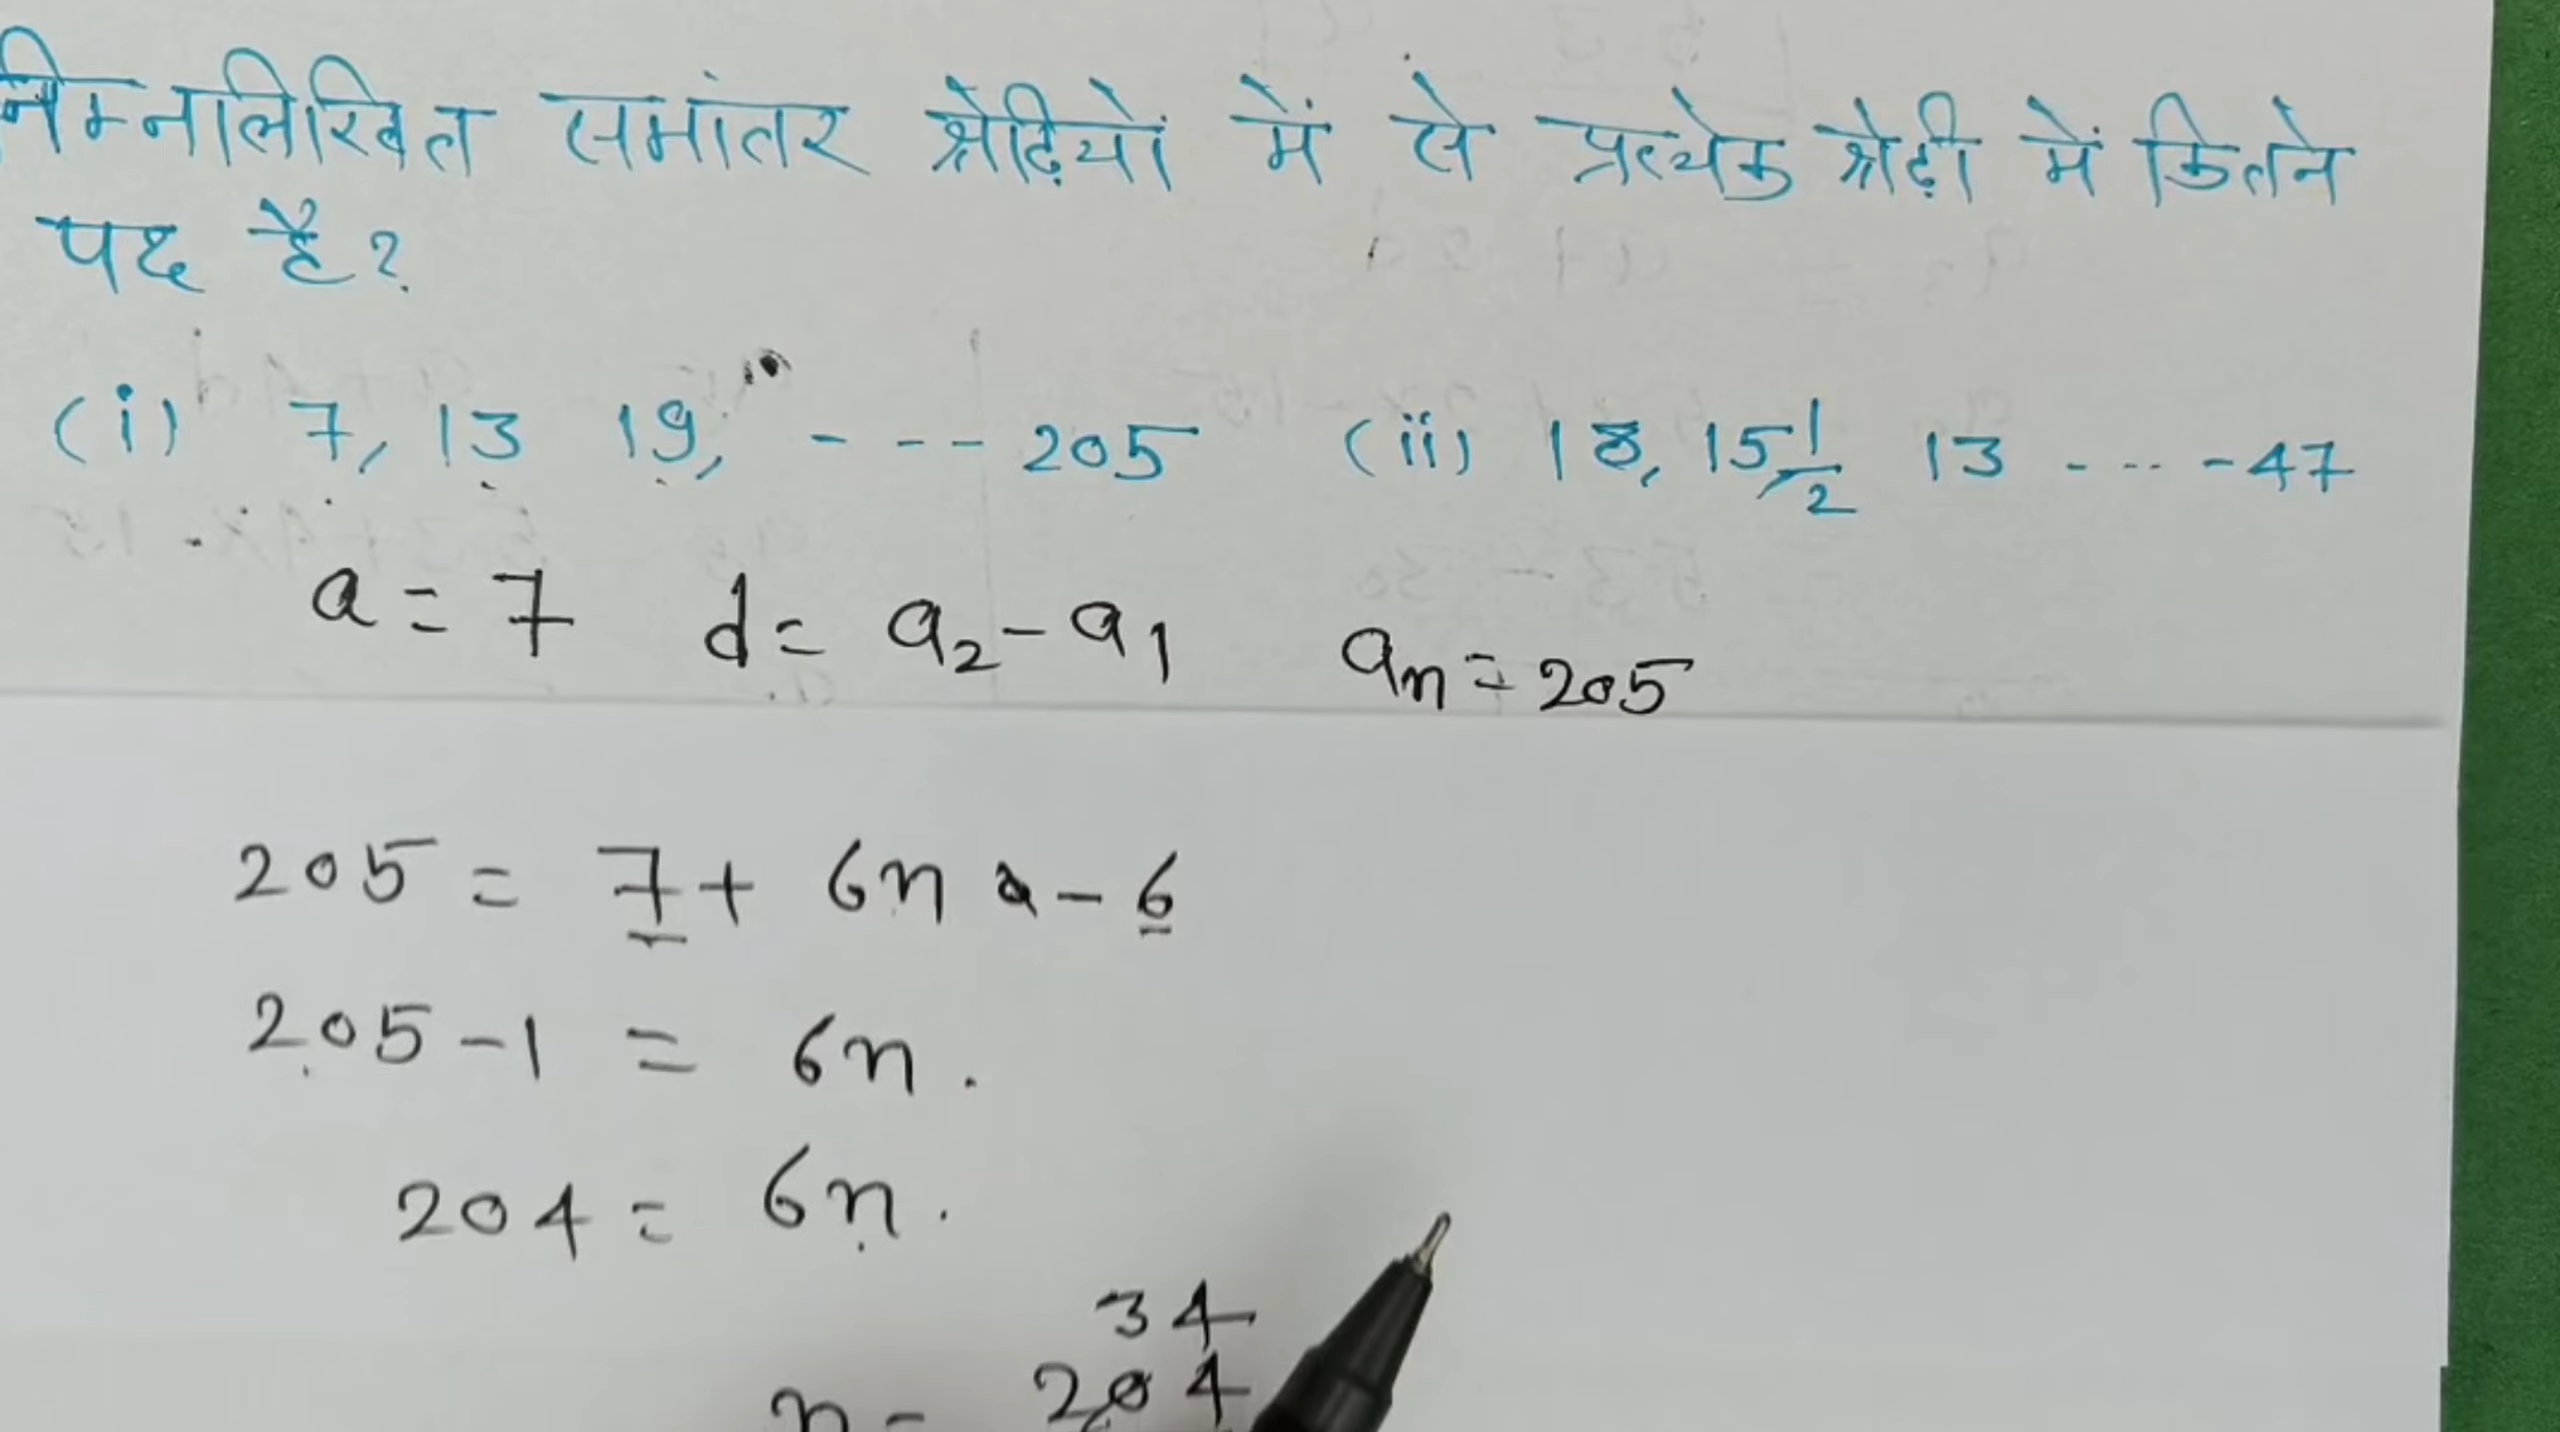 निम्नलिखित समांतर श्रेढ़ियों में से प्रत्येक श्रेढ़ी में कितने
पद है?
(i) 7, 13 19, - - -- 205 (ii) 18, 15 1/2 13 - --- -47
a = 7 d = a₂ - a₁ aₙ = 205
205 = 7 + 6n - 6
205 - 1 = 6n.
204 = 6n.
34
n = 204